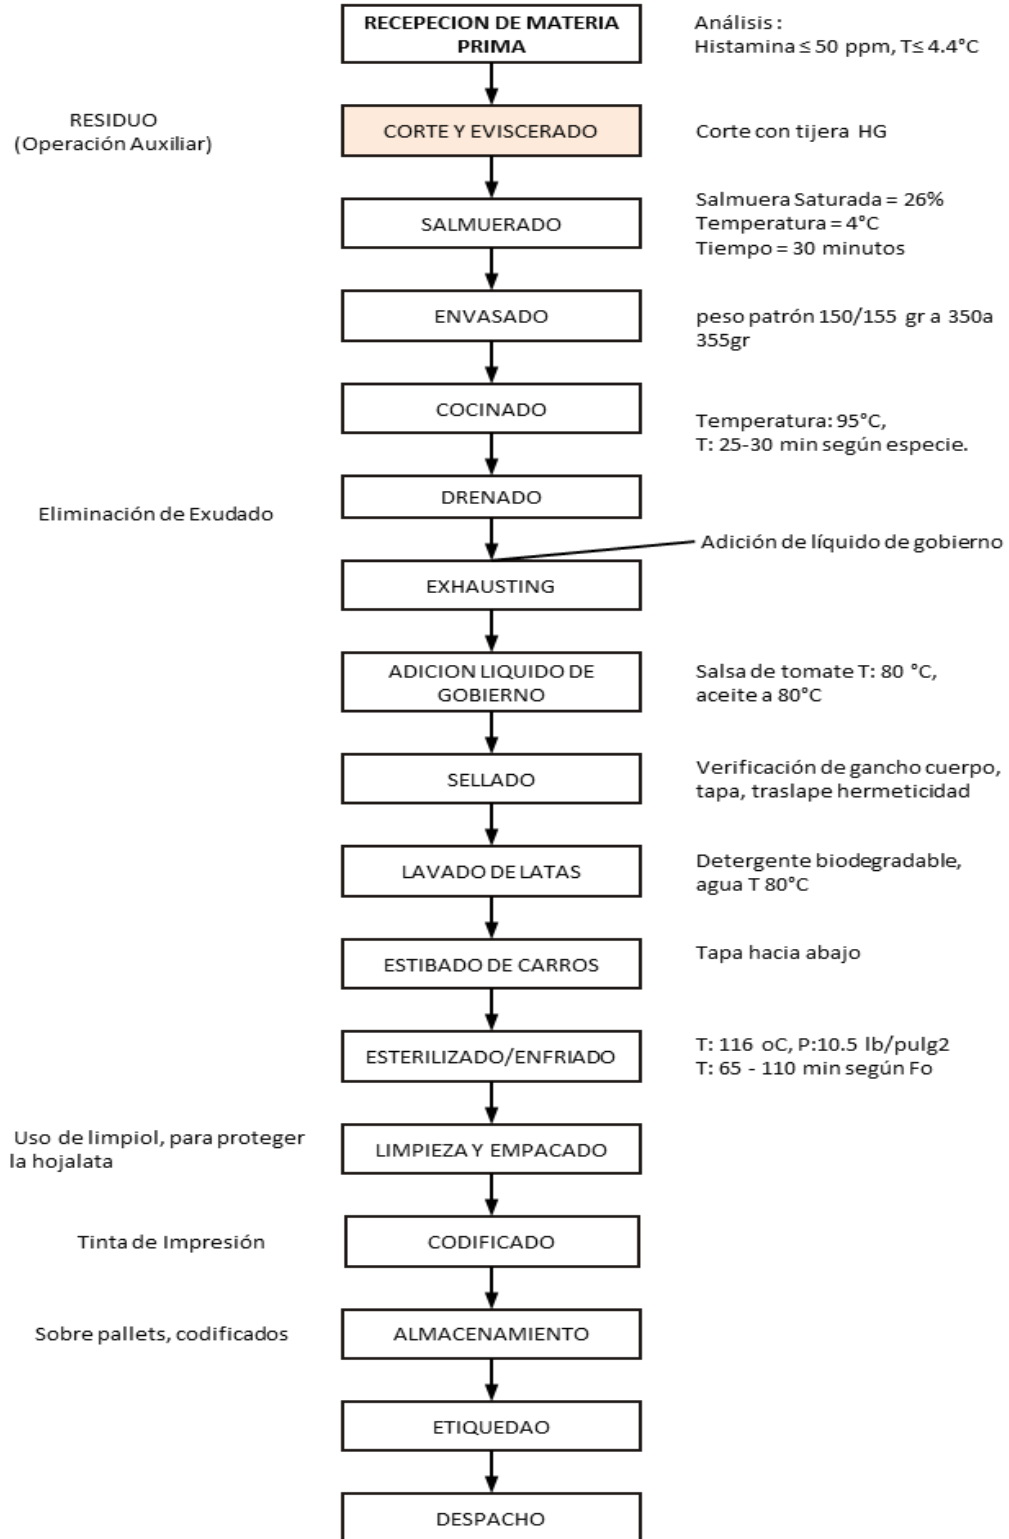 RECEPECION DE MATERIA
PRIMA
Análisis :
Histamina ≤ 50 ppm, T≤ 4.4°C
RESIDUO
(Operación Auxiliar)
CORTE Y EVISCERADO
Corte con tijera HG
SALMUERADO
Salmuera Saturada = 26%
Temperatura = 4°C
Tiempo = 30 minutos
ENVASADO
peso patrón 150/155 gr a 350a
355gr
COCINADO
Temperatura: 95°C,
T: 25-30 min según especie.
DRENADO
Eliminación de Exudado
Adición de líquido de gobierno
EXHAUSTING
ADICION LIQUIDO DE
GOBIERNO
Salsa de tomate T: 80 °C,
aceite a 80°C
SELLADO
Verificación de gancho cuerpo,
tapa, traslape hermeticidad
LAVADO DE LATAS
Detergente biodegradable,
agua T 80°C
ESTIBADO DE CARROS
Tapa hacia abajo
ESTERILIZADO/ENFRIADO
T: 116 oC, P:10.5 lb/pulg2
T: 65 - 110 min según Fo
Uso de limpiol, para proteger
la hojalata
LIMPIEZA Y EMPACADO
Tinta de Impresión
CODIFICADO
Sobre pallets, codificados
ALMACENAMIENTO
ETIQUEDAO
DESPACHO